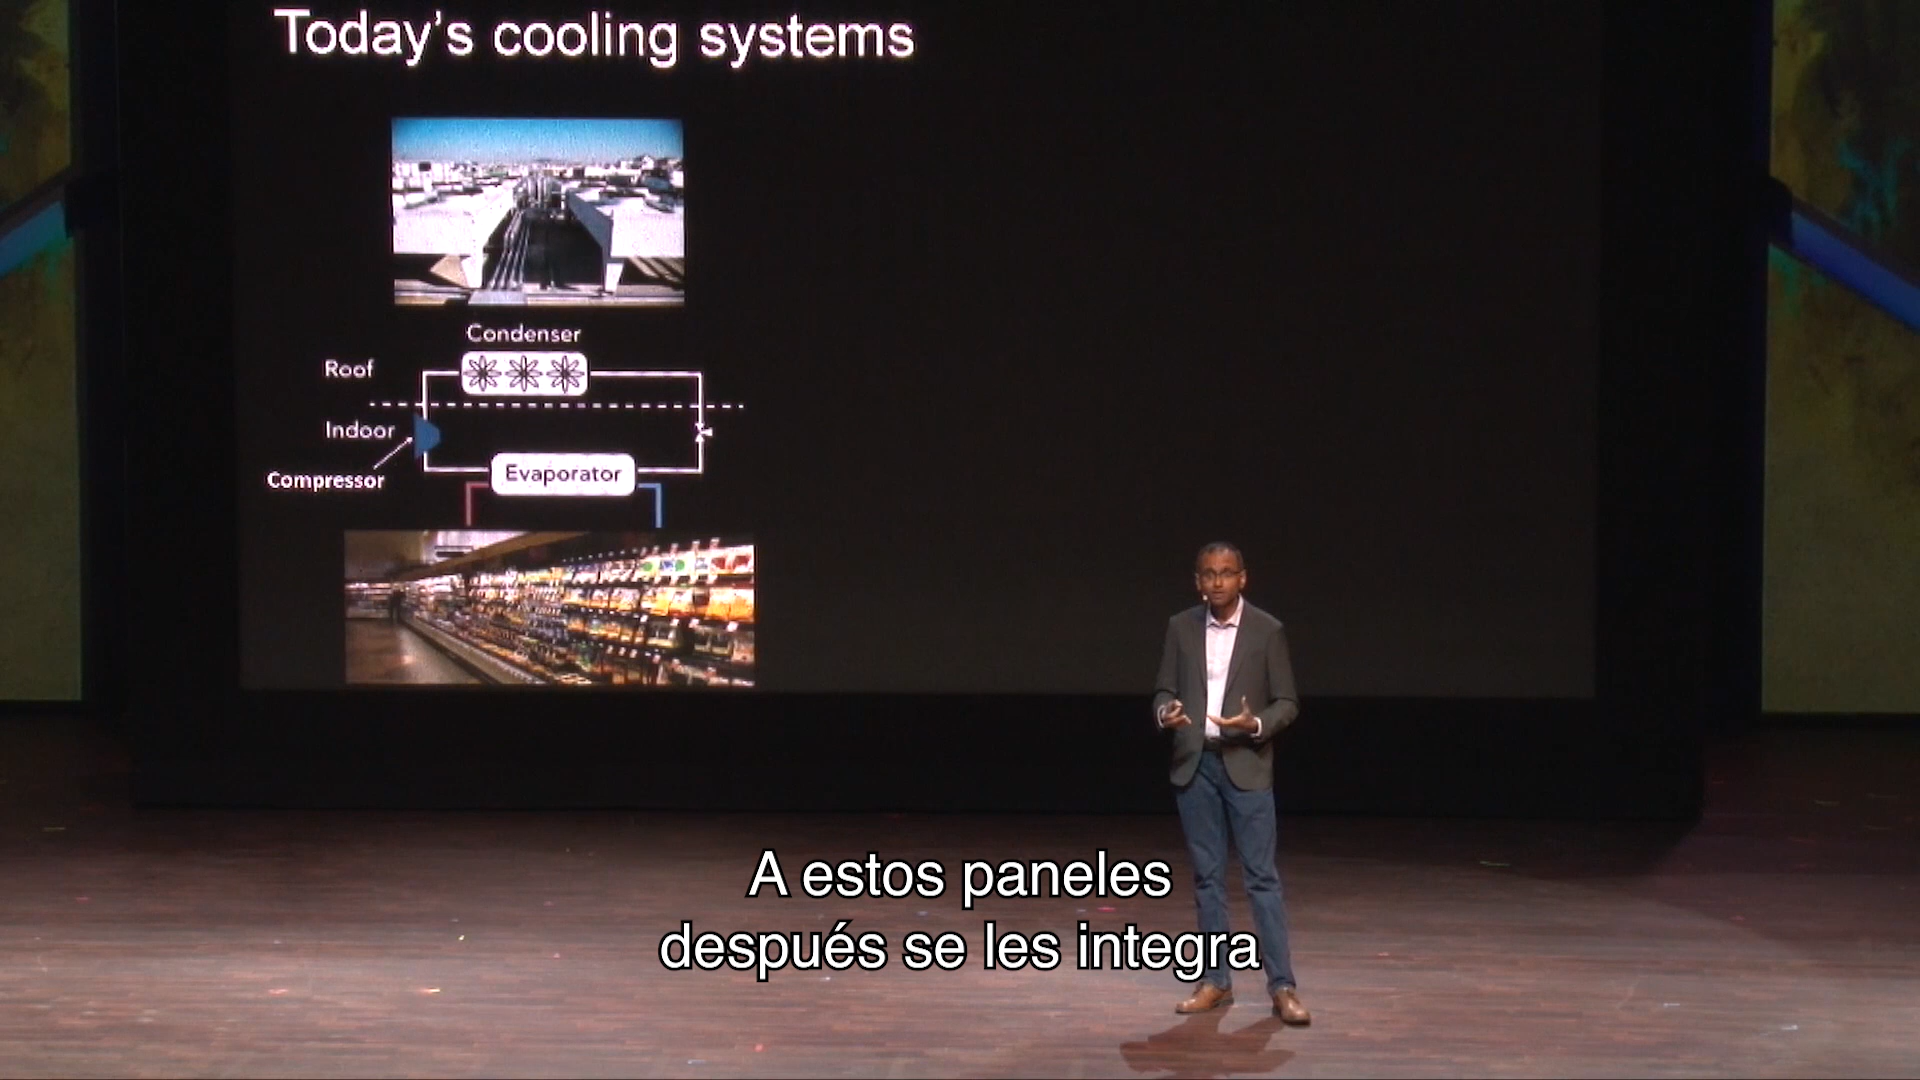 Today's cooling systems
Condenser
Roof
Indoor
Compressor
Evaporator
A estos paneles
después se les integra